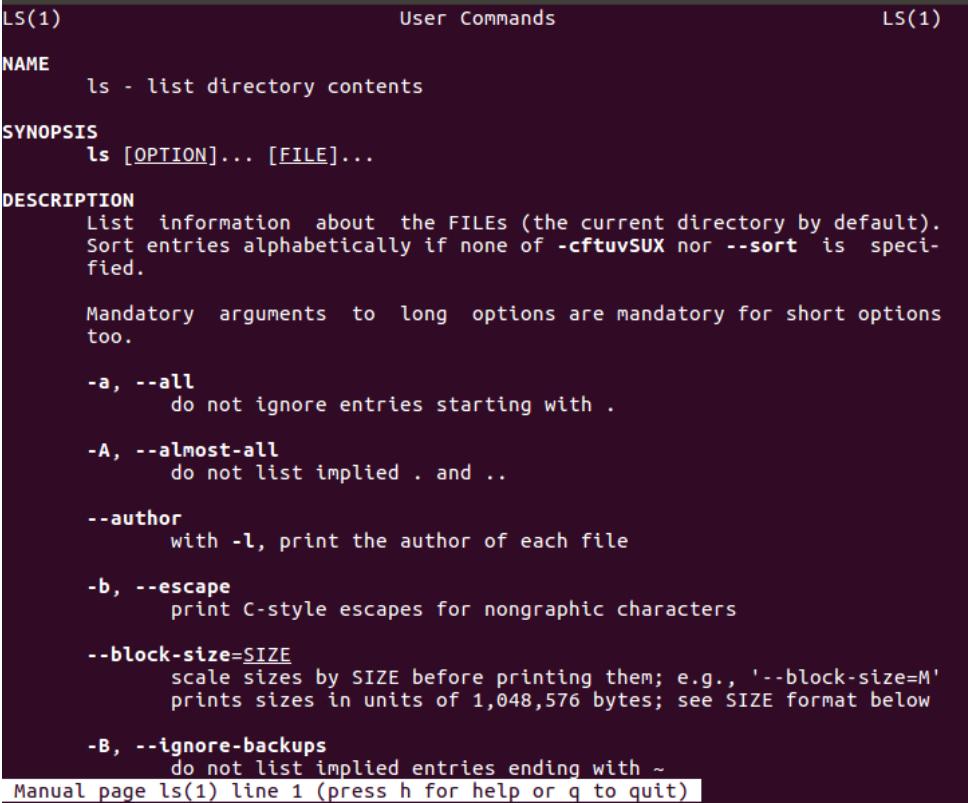 LS(1) User Commands LS(1)
NAME
ls - list directory contents
SYNOPSIS
ls [OPTION]... [FILE]...
DESCRIPTION
List information about the FILEs (the current directory by default).
Sort entries alphabetically if none of -cftuvSUX nor --sort is speci-
fied.
Mandatory arguments to long options are mandatory for short options
too.
-a, --all
do not ignore entries starting with .
-A, --almost-all
do not list implied . and ..
--author
with -l, print the author of each file
-b, --escape
print C-style escapes for nongraphic characters
--block-size=SIZE
scale sizes by SIZE before printing them; e.g., '--block-size=M'
prints sizes in units of 1,048,576 bytes; see SIZE format below
-B, --ignore-backups
do not list implied entries ending with ~
Manual page ls(1) line 1 (press h for help or q to quit)